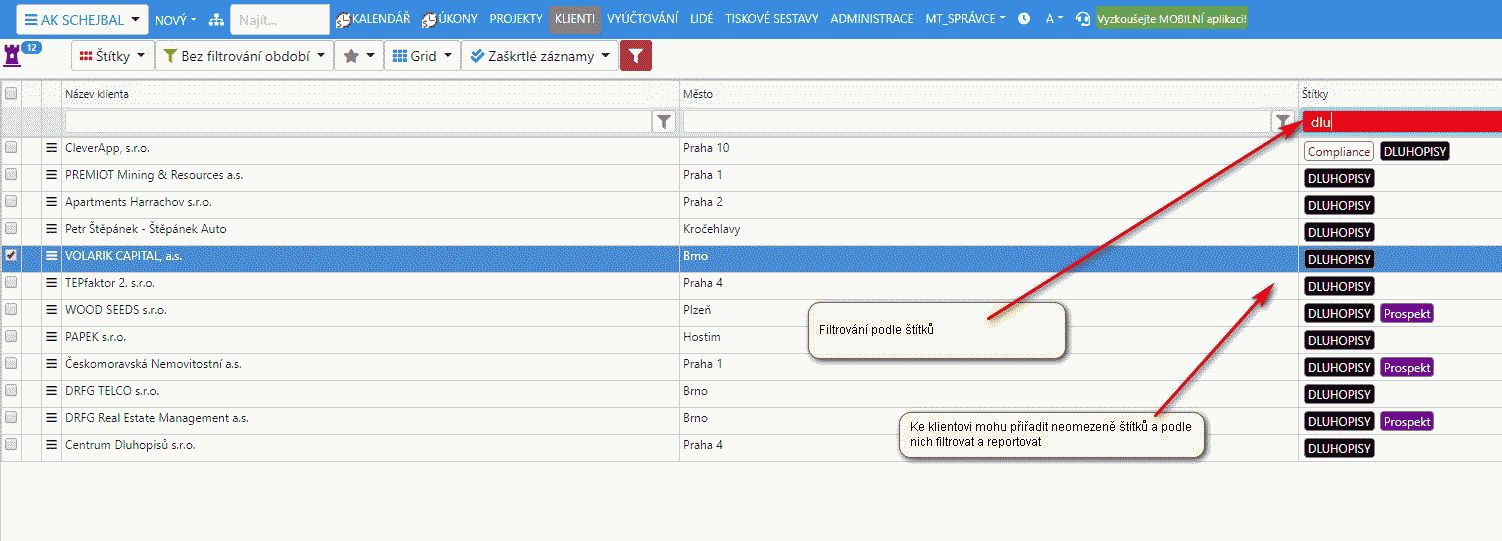 AK SCHEJBAL NOVÝ Najít... KALENDÁŘ ÚKONY PROJEKTY KLIENTI VYÚČTOVÁNÍ LIDÉ TISKOVÉ SESTAVY ADMINISTRACE MT_SPRÁVCE A Vyzkoušejte MOBILNÍ aplikaci!
12 Štítky Bez filtrování období Grid Zaškrtlé záznamy
Název klienta Město Štítky
dlu
CleverApp, s.r.o. Praha 10 Compliance DLUHOPISY
PREMIOT Mining & Resources a.s. Praha 1 DLUHOPISY
Apartments Harrachov s.r.o. Praha 2 DLUHOPISY
Petr Štěpánek - Štěpánek Auto Kročehlavy DLUHOPISY
VOLARIK CAPITAL, a.s. Brno DLUHOPISY
TEPfaktor 2. s.r.o. Praha 4 DLUHOPISY
WOOD SEEDS s.r.o. Plzeň DLUHOPISY Prospekt
Filtrování podle štítků
PAPEK s.r.o. Hostim DLUHOPISY
Českomoravská Nemovitostní a.s. Praha 1 DLUHOPISY Prospekt
DRFG TELCO s.r.o. Brno DLUHOPISY
DRFG Real Estate Management a.s. Brno DLUHOPISY Prospekt
Ke klientovi mohu přiřadit neomezeně štítků a podle
nich filtrovat a reportovat
Centrum Dluhopisů s.r.o. Praha 4 DLUHOPISY